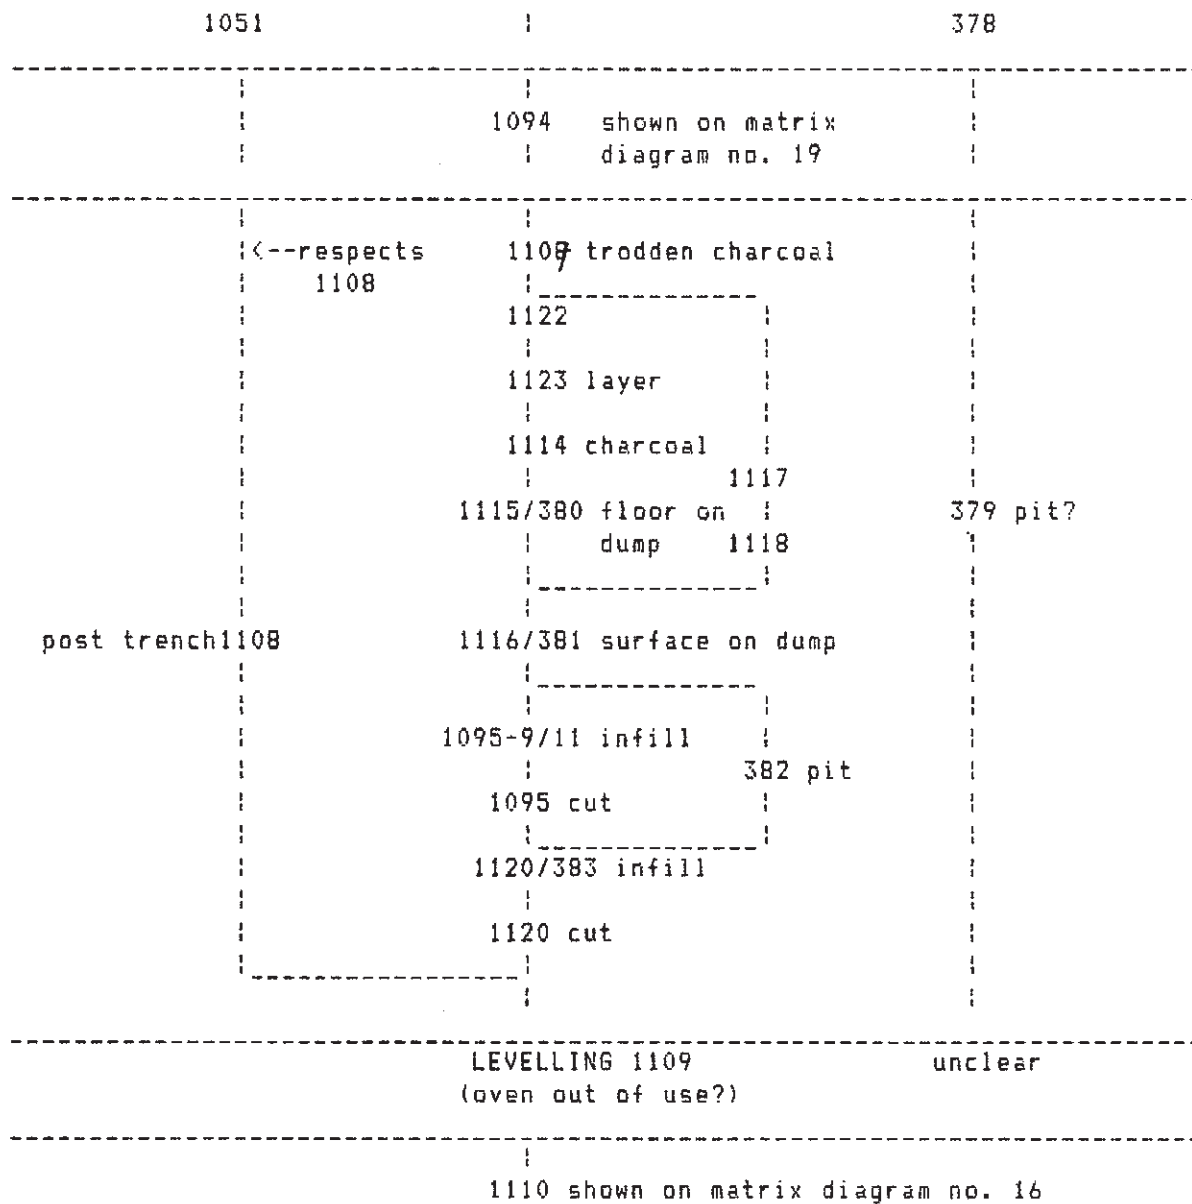 1051 378
1094 shown on matrix
diagram no. 19
<--respects 1107 trodden charcoal
1108
1122
1123 layer
1114 charcoal
1117
1115/380 floor on 379 pit?
dump 1118
post trench1108 1116/381 surface on dump
1095-9/11 infill
382 pit
1095 cut
1120/383 infill
1120 cut
LEVELLING 1109 unclear
(oven out of use?)
1110 shown on matrix diagram no. 16